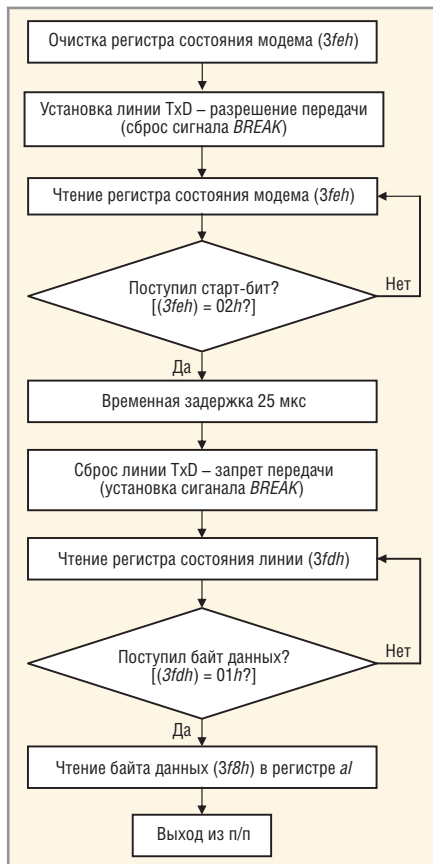 Очистка регистра состояния модема (3feh)
Установка линии TxD – разрешение передачи
(сброс сигнала BREAK)
Чтение регистра состояния модема (3feh)
Поступил старт-бит?
[(3feh) = 02h?]
Нет
Да
Временная задержка 25 мкс
Сброс линии TxD – запрет передачи
(установка сиганала BREAK)
Чтение регистра состояния линии (3fdh)
Поступил байт данных?
[(3fdh) = 01h?]
Нет
Да
Чтение байта данных (3f8h) в регистре al
Выход из п/п